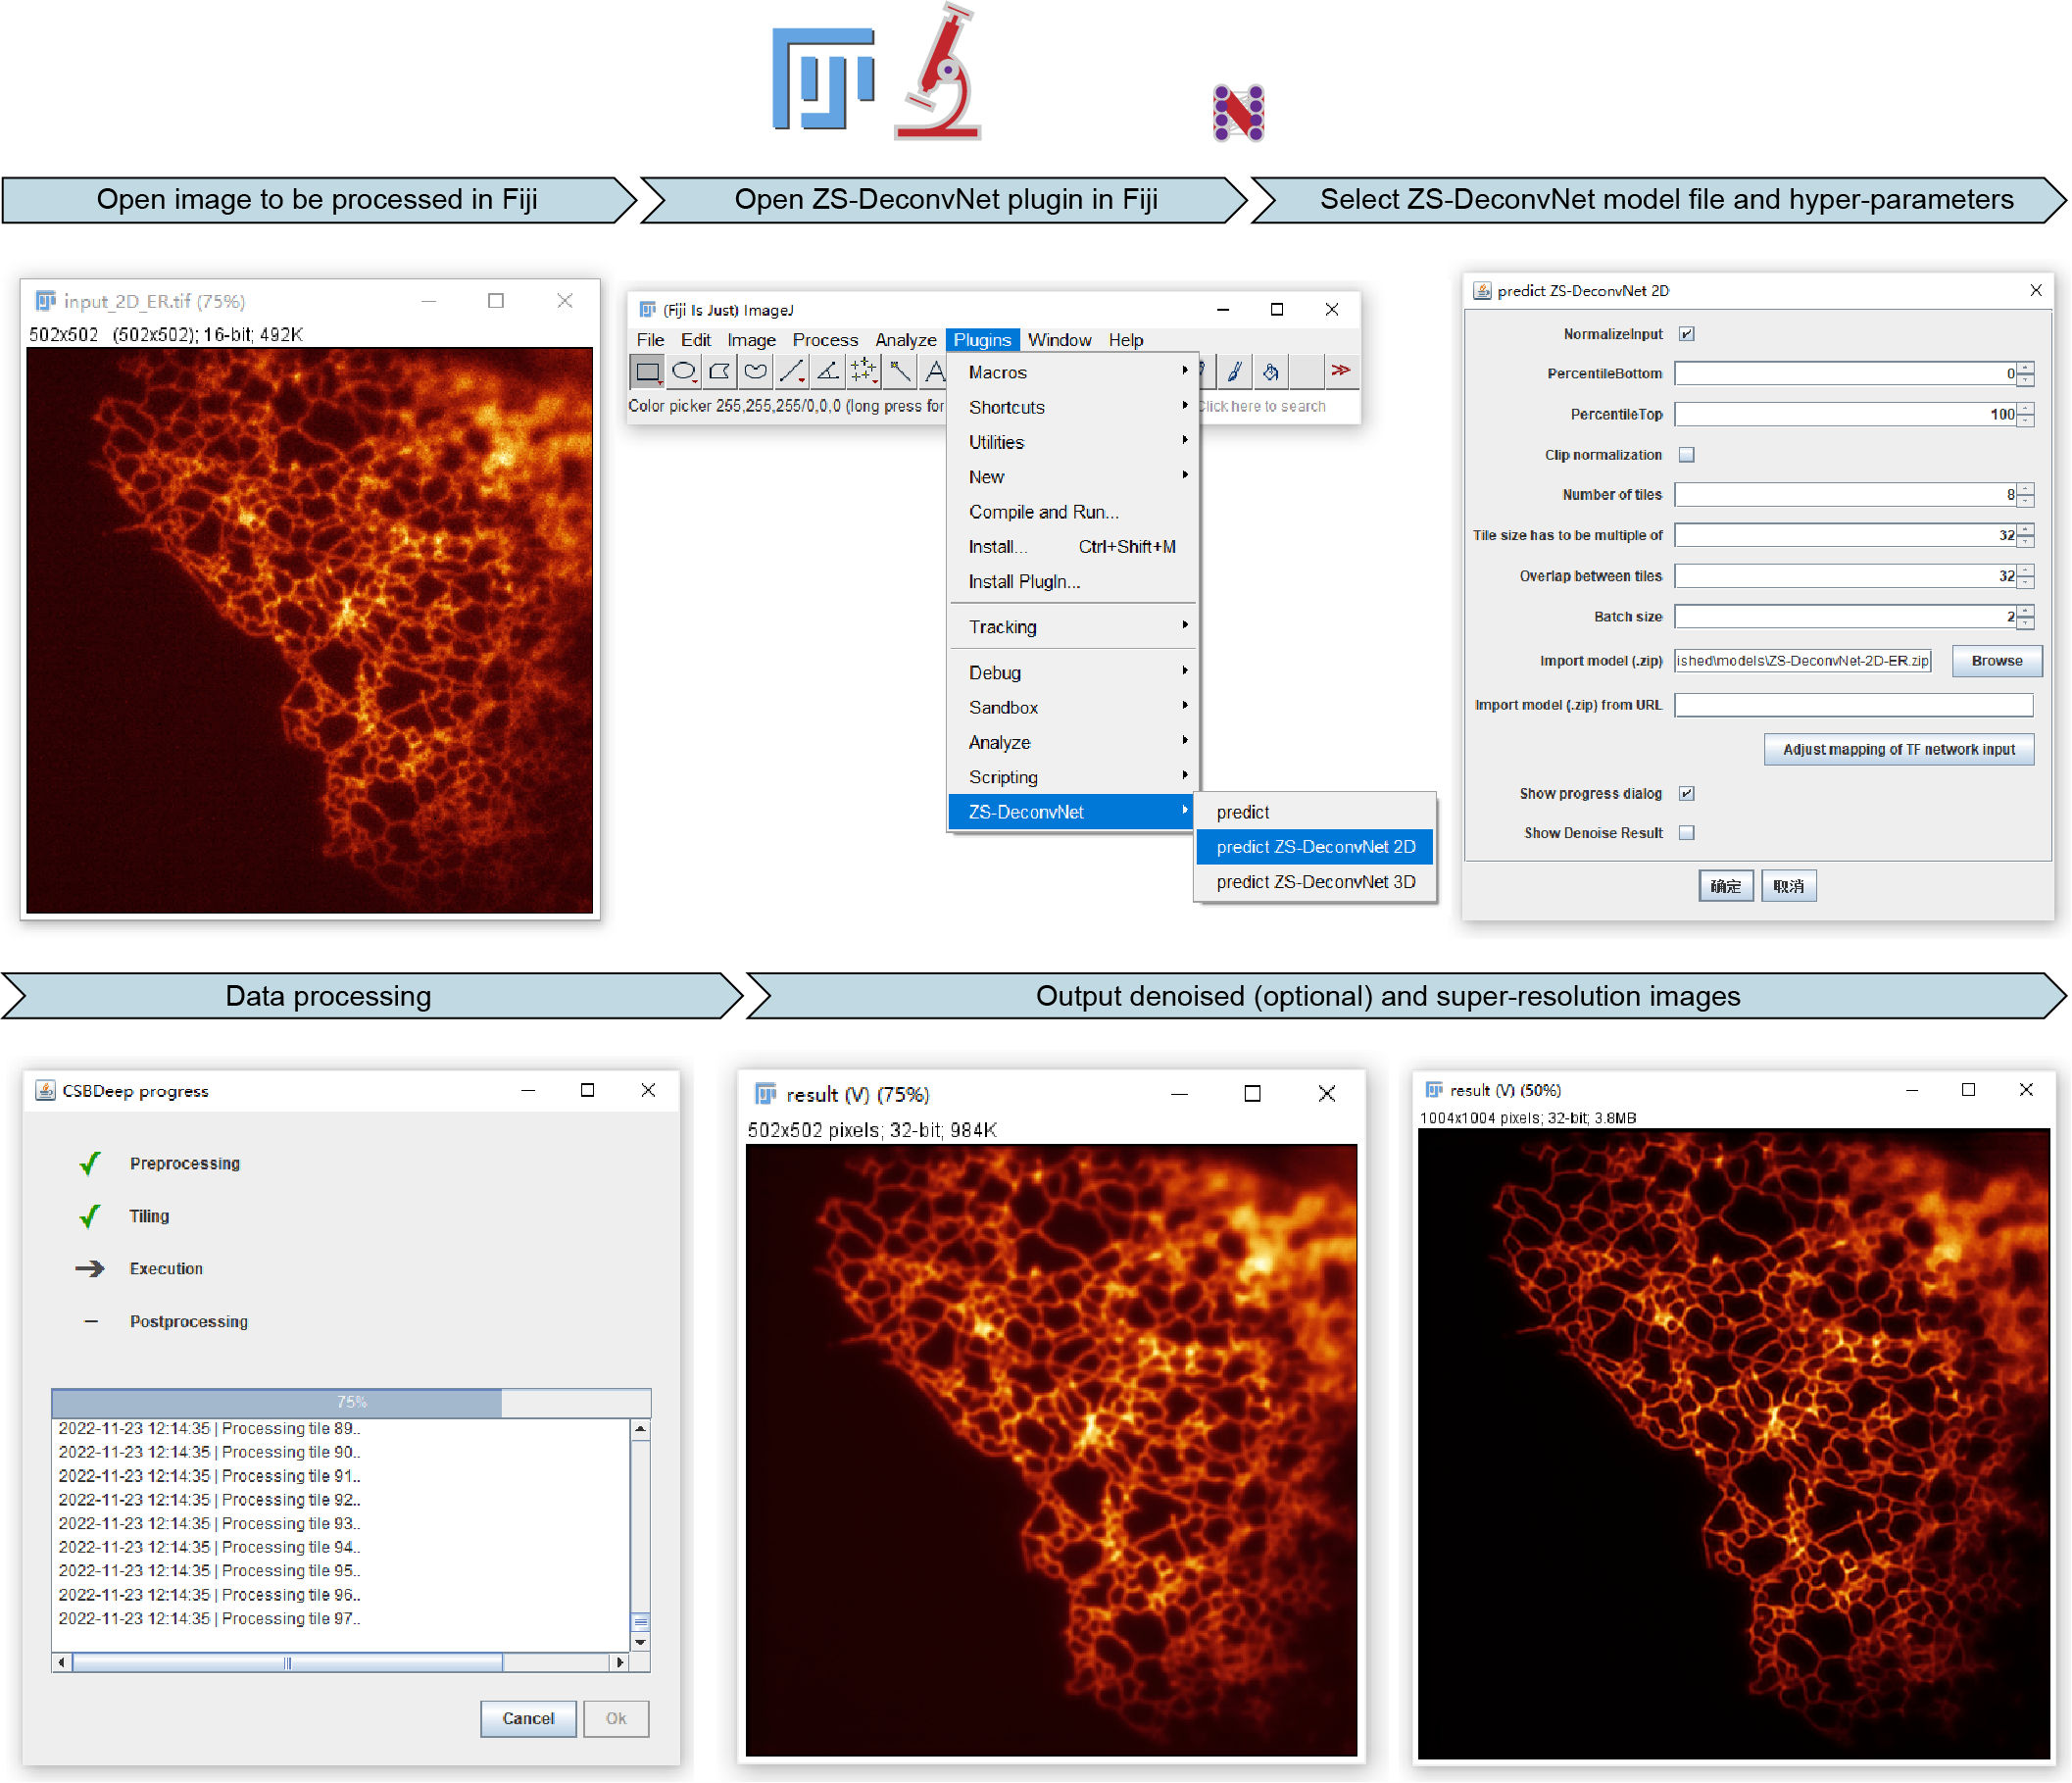 Open image to be processed in Fiji
Open ZS-DeconvNet plugin in Fiji
Select ZS-DeconvNet model file and hyper-parameters
input_2D_ER.tif (75%)
502x502 (502x502); 16-bit; 492K
(Fiji Is Just) ImageJ
File Edit Image Process Analyze Plugins Window Help
Color picker 255,255,255/0,0,0 (long press for
Click here to search
Macros
Shortcuts
Utilities
New
Compile and Run...
Install... Ctrl+Shift+M
Install PlugIn...
Tracking
Debug
Sandbox
Analyze
Scripting
ZS-DeconvNet
predict
predict ZS-DeconvNet 2D
predict ZS-DeconvNet 3D
predict ZS-DeconvNet 2D
NormalizeInput
PercentileBottom 0
PercentileTop 100
Clip normalization
Number of tiles 8
Tile size has to be multiple of 32
Overlap between tiles 32
Batch size 2
Import model (.zip) ished\models\ZS-DeconvNet-2D-ER.zip Browse
Import model (.zip) from URL
Adjust mapping of TF network input
Show progress dialog
Show Denoise Result
确定 取消
Data processing
Output denoised (optional) and super-resolution images
CSBDeep progress
Preprocessing
Tiling
Execution
Postprocessing
75%
2022-11-23 12:14:35 | Processing tile 89..
2022-11-23 12:14:35 | Processing tile 90..
2022-11-23 12:14:35 | Processing tile 91..
2022-11-23 12:14:35 | Processing tile 92..
2022-11-23 12:14:35 | Processing tile 93..
2022-11-23 12:14:35 | Processing tile 94..
2022-11-23 12:14:35 | Processing tile 95..
2022-11-23 12:14:35 | Processing tile 96..
2022-11-23 12:14:35 | Processing tile 97..
Cancel Ok
result (V) (75%)
502x502 pixels; 32-bit; 984K
result (V) (50%)
1004x1004 pixels; 32-bit; 3.8MB